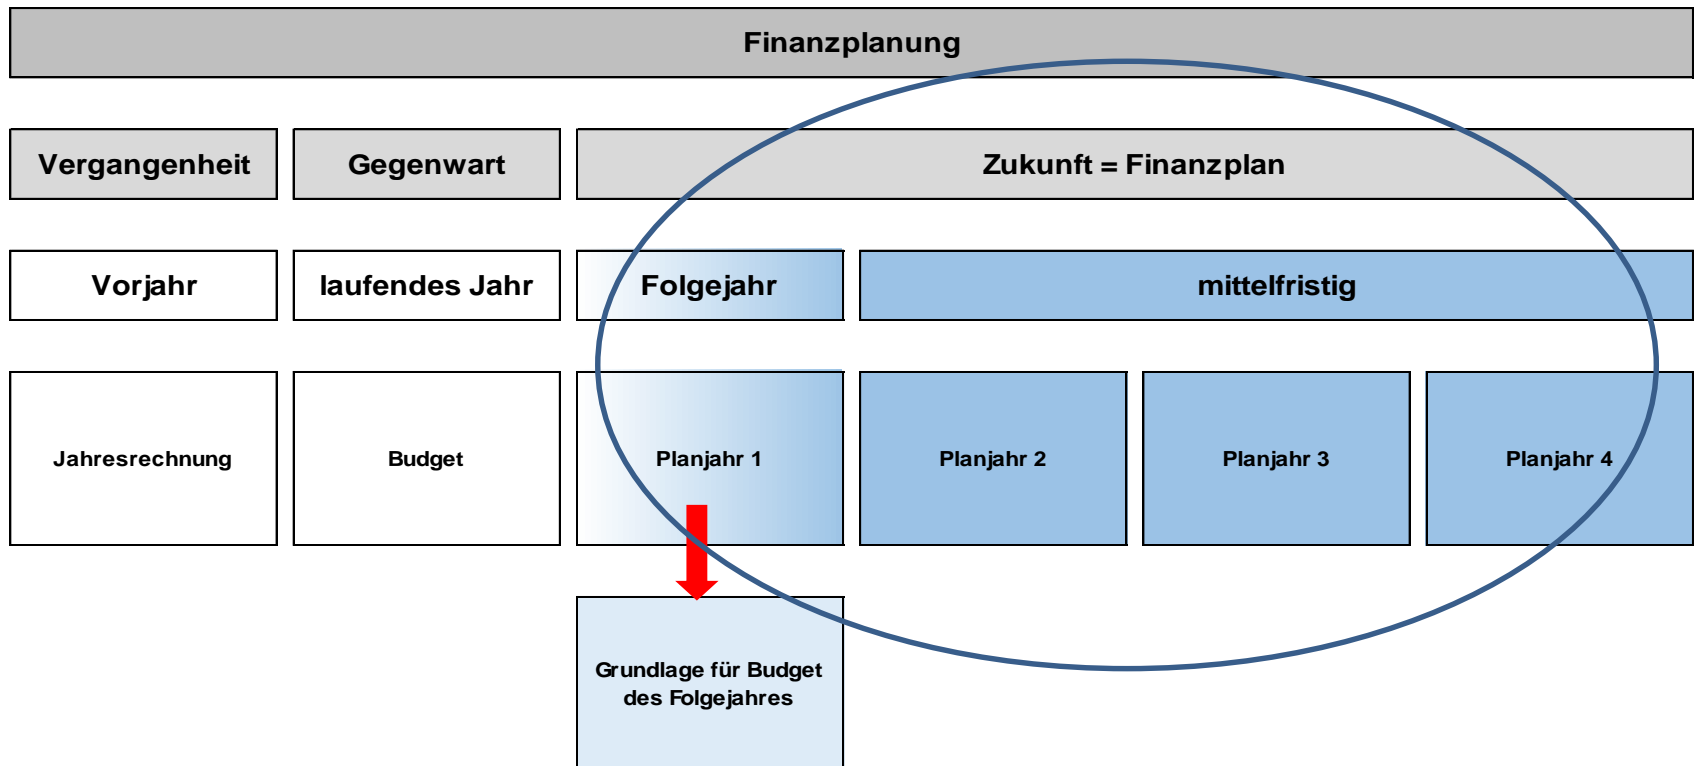 Finanzplanung
Vergangenheit
Gegenwart
Zukunft = Finanzplan
Vorjahr
laufendes Jahr
Folgejahr
mittelfristig
Jahresrechnung
Budget
Planjahr 1
Planjahr 2
Planjahr 3
Planjahr 4
Grundlage für Budget
des Folgejahres